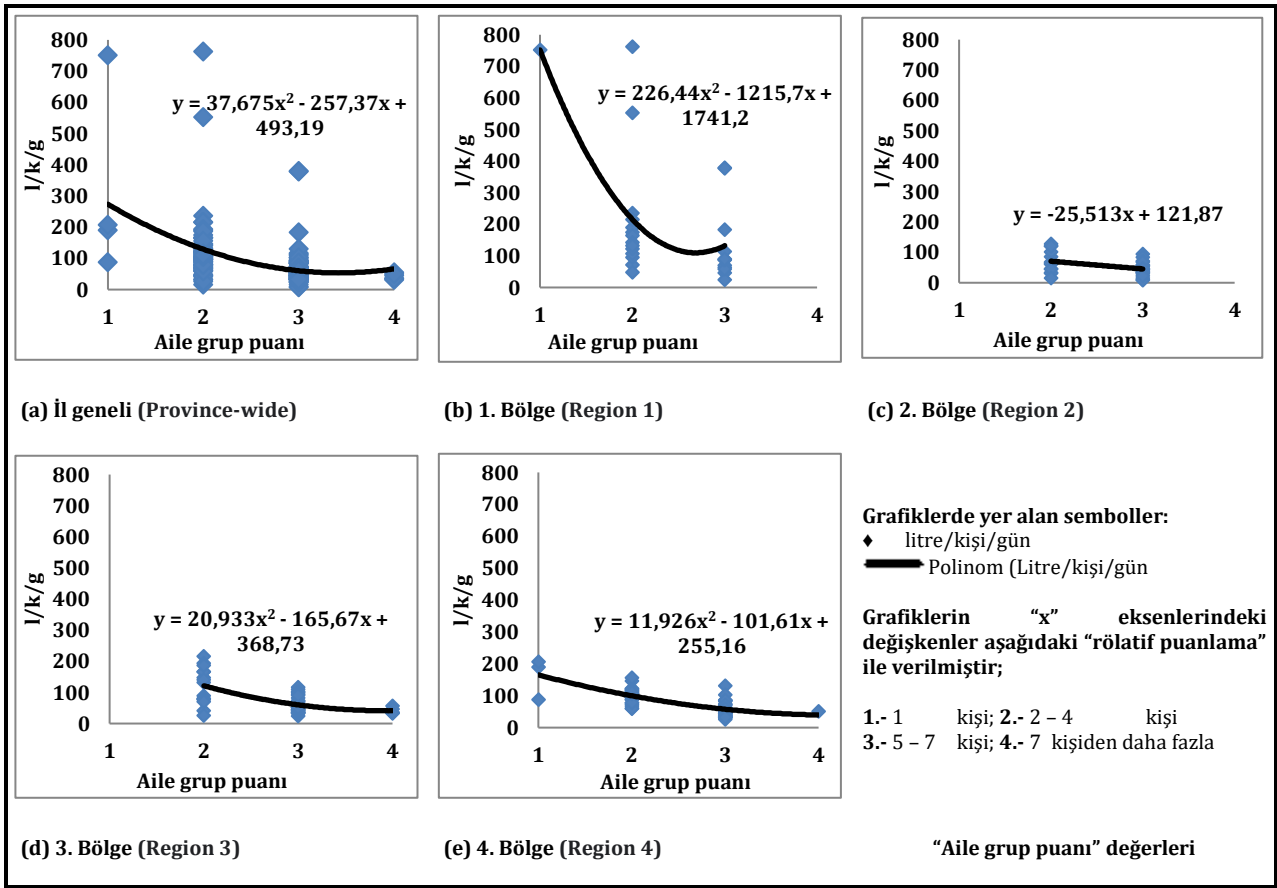 800
700
600
500
400
300
200
100
0
l/k/g
y = 37,675x² - 257,37x +
493,19
1 2 3 4
Aile grup puanı
(a) İl geneli (Province-wide)
800
700
600
500
400
300
200
100
0
l/k/g
y = 226,44x² - 1215,7x +
1741,2
1 2 3 4
Aile grup puanı
(b) 1. Bölge (Region 1)
800
700
600
500
400
300
200
100
0
l/k/g
y = -25,513x + 121,87
1 2 3 4
Aile grup puanı
(c) 2. Bölge (Region 2)
800
700
600
500
400
300
200
100
0
l/k/g
y = 20,933x² - 165,67x +
368,73
1 2 3 4
Aile grup puanı
(d) 3. Bölge (Region 3)
800
700
600
500
400
300
200
100
0
l/k/g
y = 11,926x² - 101,61x +
255,16
1 2 3 4
Aile grup puanı
(e) 4. Bölge (Region 4)
Grafiklerde yer alan semboller:
litre/kişi/gün
Polinom (Litre/kişi/gün
Grafiklerin “x” eksenlerindeki
değişkenler aşağıdaki “rölatif puanlama”
ile verilmiştir;
1.- 1 kişi; 2.- 2 – 4 kişi
3.- 5 – 7 kişi; 4.- 7 kişiden daha fazla
“Aile grup puanı” değerleri